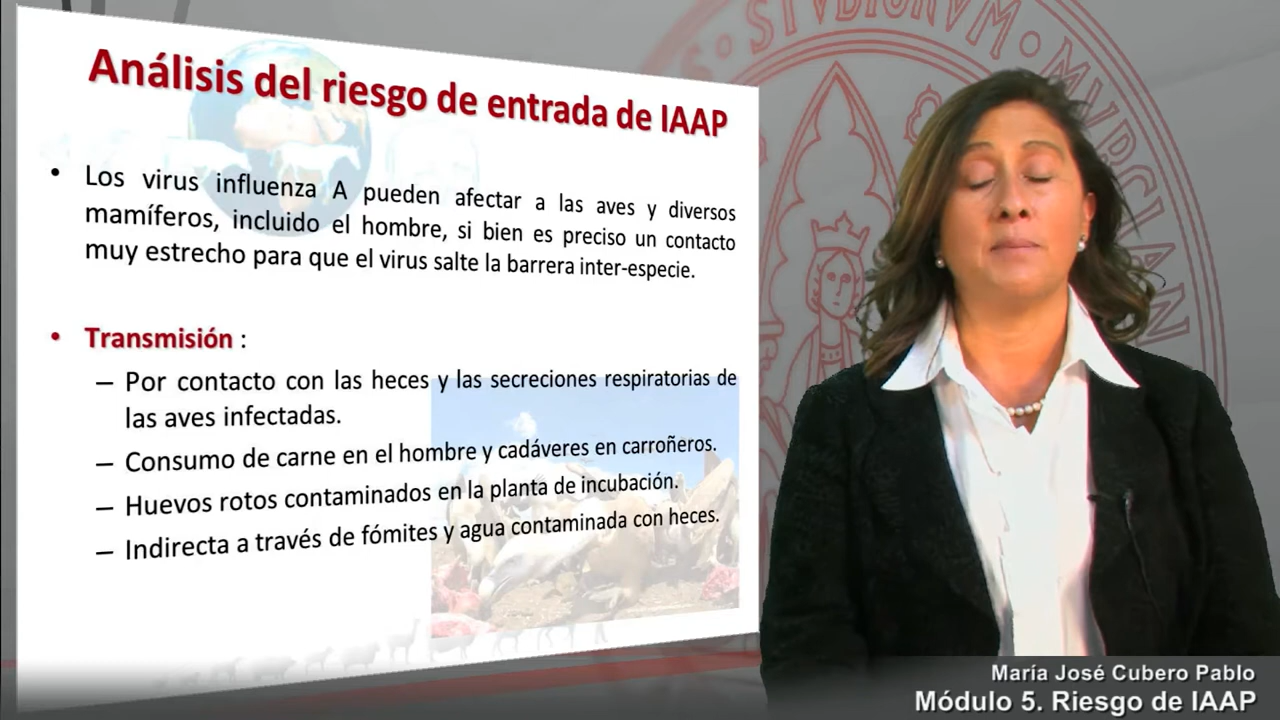 Análisis del riesgo de entrada de IAAP
• Los virus influenza A pueden afectar a las aves y diversos
mamíferos, incluido el hombre, si bien es preciso un contacto
muy estrecho para que el virus salte la barrera inter-especie.
• Transmisión :
– Por contacto con las heces y las secreciones respiratorias de
las aves infectadas.
– Consumo de carne en el hombre y cadáveres en carroñeros.
– Huevos rotos contaminados en la planta de incubación.
– Indirecta a través de fómites y agua contaminada con heces.
STVDIORVM
MVRCIAN
María José Cubero Pablo
Módulo 5. Riesgo de IAAP